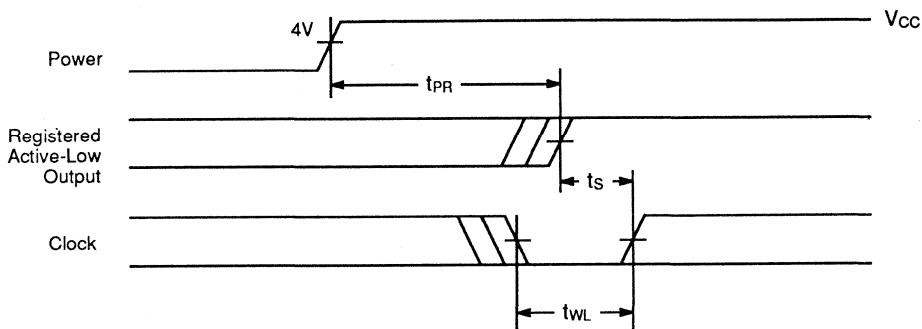 4V
VCC
Power
tPR
Registered
Active-Low
Output
tS
Clock
tWL